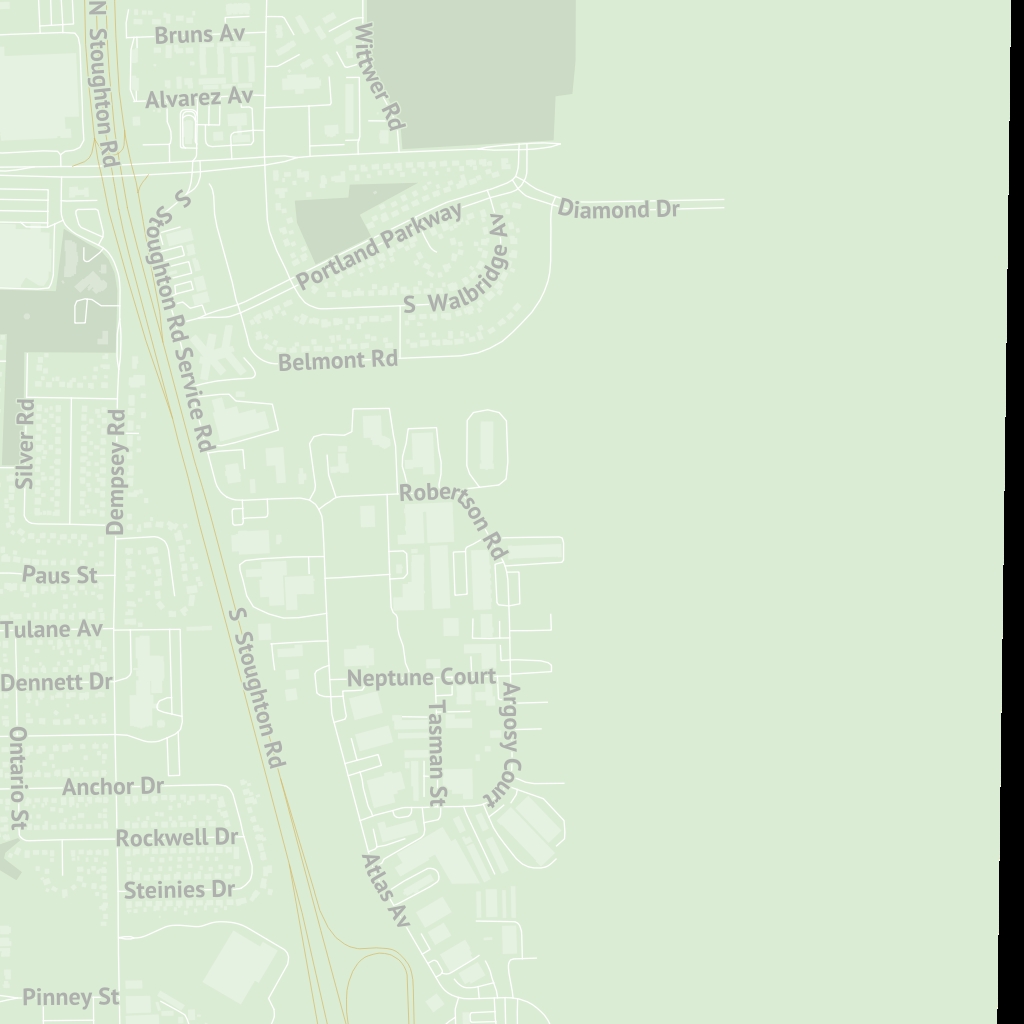 N Stoughton Rd
Bruns Av
Wittwer Rd
Alvarez Av
S
S Stoughton Rd Service Rd
Diamond Dr
Portland Parkway
S Walbridge Av
Belmont Rd
Silver Rd
Dempsey Rd
Robertson Rd
Paus St
Tulane Av
S Stoughton Rd
Dennett Dr
Neptune Court
Argosy Court
Tasman St
Ontario St
Anchor Dr
Rockwell Dr
Atlas Av
Steinies Dr
Pinney St